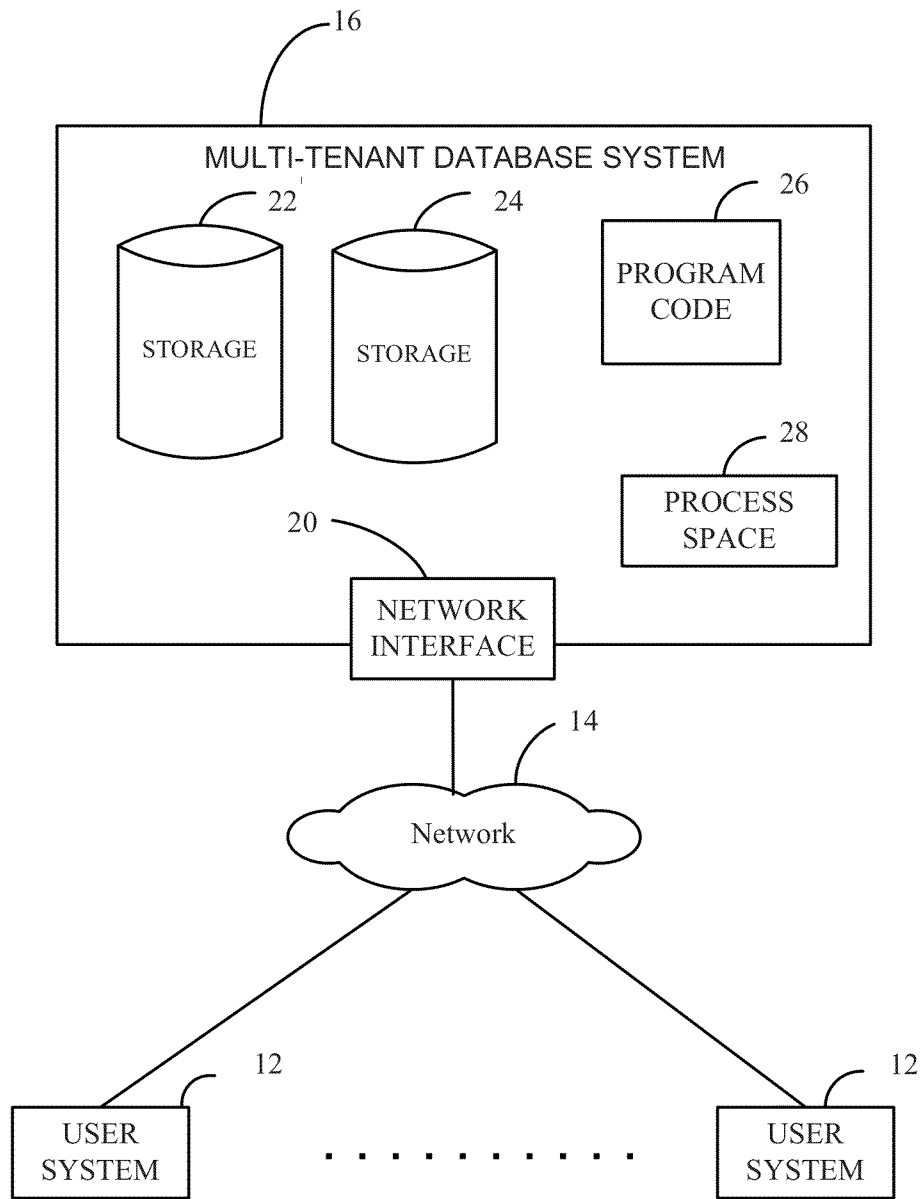 16
MULTI-TENANT DATABASE SYSTEM
22'
24
26
STORAGE
STORAGE
PROGRAM
CODE
28
PROCESS
SPACE
20
NETWORK
INTERFACE
14
Network
12
12
USER
SYSTEM
USER
SYSTEM